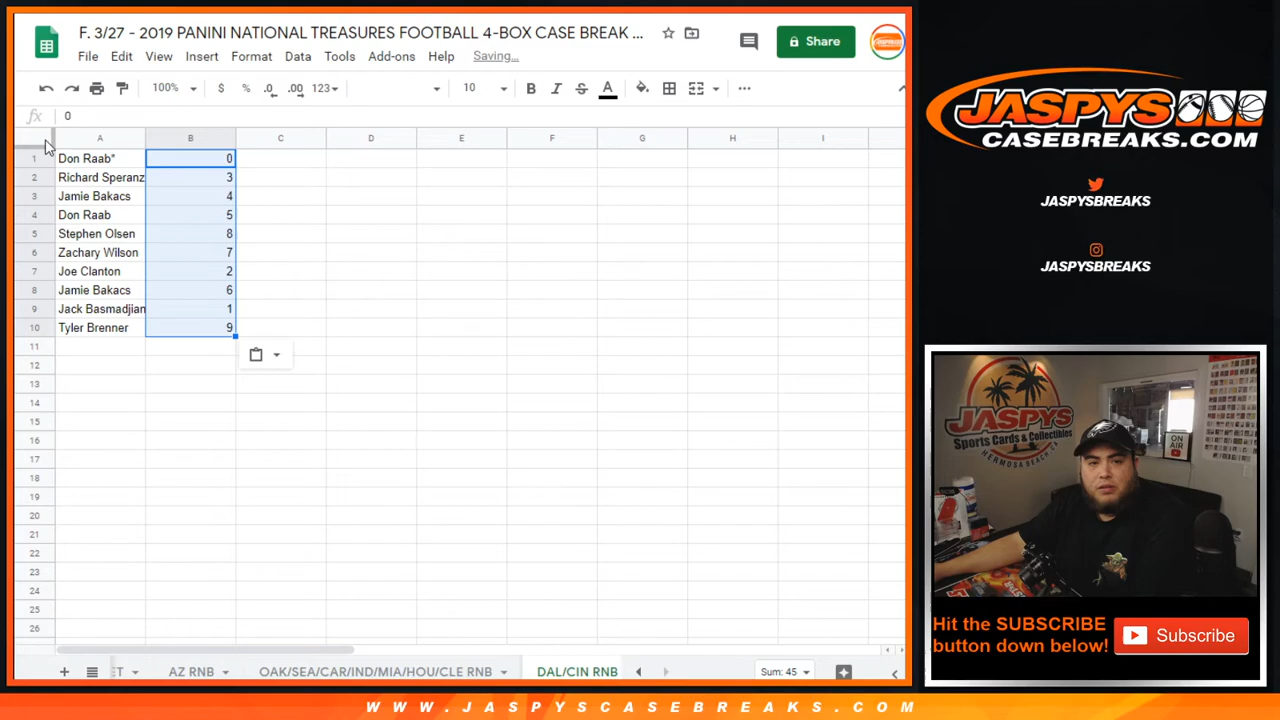 F. 3/27 - 2019 PANINI NATIONAL TREASURES FOOTBALL 4-BOX CASE BREAK ...
Share
File Edit View Insert Format Data Tools Add-ons Help Saving...
100% $ % .0 .00 123 10 B I S A
fx 0
A B C D E F G H I
1 Don Raab* 0
2 Richard Speranz 3
3 Jamie Bakacs 4
4 Don Raab 5
5 Stephen Olsen 8
6 Zachary Wilson 7
7 Joe Clanton 2
8 Jamie Bakacs 6
9 Jack Basmadjian 1
10 Tyler Brenner 9
11
12
13
14
15
16
17
18
19
20
21
22
23
24
25
26
T AZ RNB OAK/SEA/CAR/IND/MIA/HOU/CLE RNB DAL/CIN RNB Sum: 45
JASPYS
CASEBREAKS.COM
JASPYSBREAKS
JASPYSBREAKS
JASPYS
Sports Cards & Collectibles
HERMOSA BEACH CA
ON AIR
Hit the SUBSCRIBE
button down below!
Subscribe
WWW.JASPYSCASEBREAKS.COM